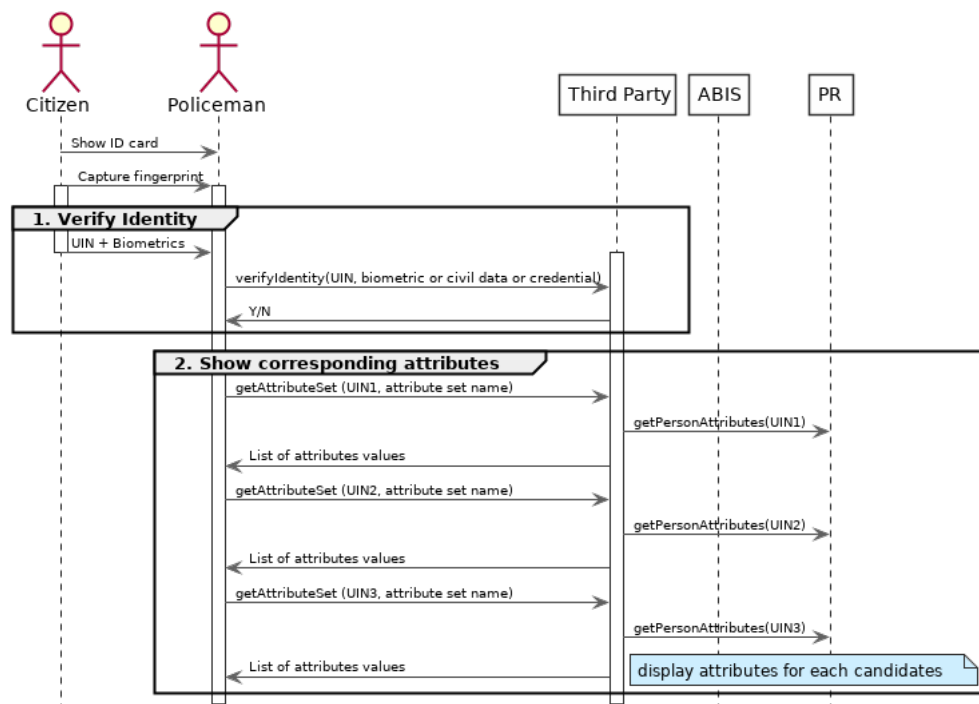 Citizen
Policeman
Third Party
ABIS
PR
Show ID card
Capture fingerprint
1. Verify Identity
UIN + Biometrics
verifyIdentity(UIN, biometric or civil data or credential)
Y/N
2. Show corresponding attributes
getAttributeSet (UIN1, attribute set name)
getPersonAttributes(UIN1)
List of attributes values
getAttributeSet (UIN2, attribute set name)
getPersonAttributes(UIN2)
List of attributes values
getAttributeSet (UIN3, attribute set name)
getPersonAttributes(UIN3)
List of attributes values
display attributes for each candidates